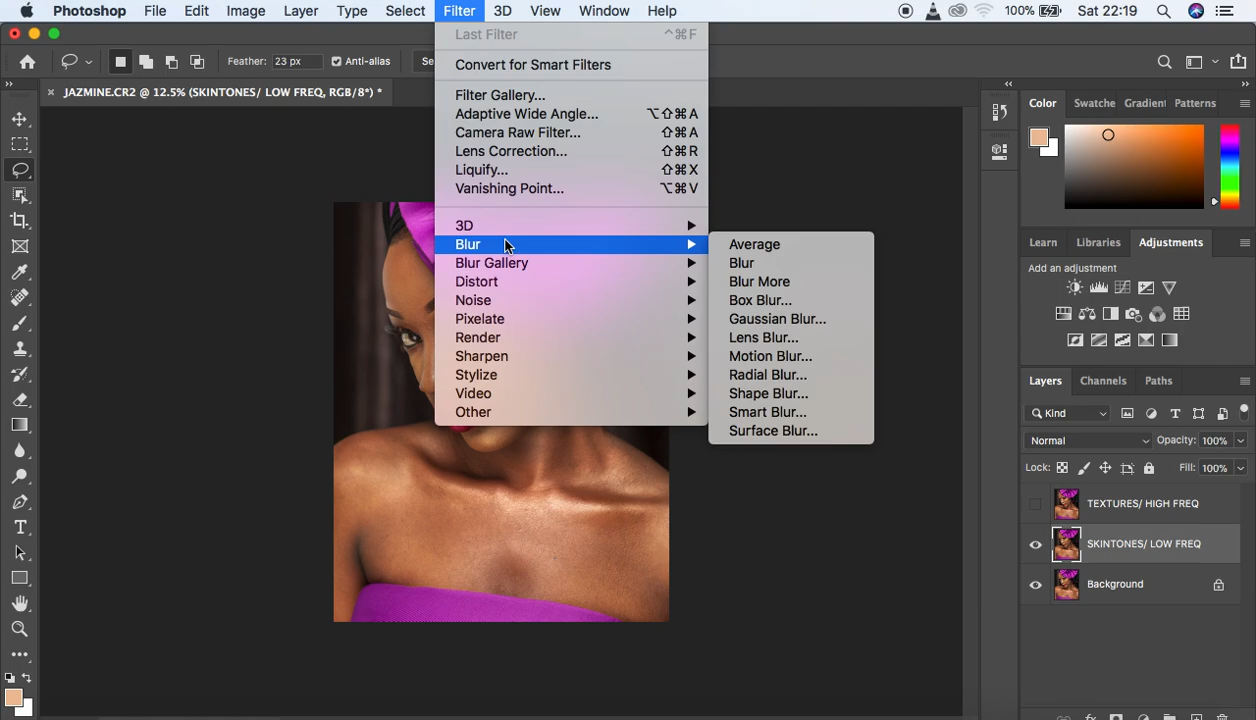 Photoshop File Edit Image Layer Type Select Filter 3D View Window Help 100% Sat 22:19
Feather: 23 px Anti-alias Se
JAZMINE.CR2 @ 12.5% (SKINTONES/ LOW FREQ, RGB/8*) *
Last Filter ^⌘F
Convert for Smart Filters
Filter Gallery...
Adaptive Wide Angle... ⌥⇧⌘A
Camera Raw Filter... ⇧⌘A
Lens Correction... ⇧⌘R
Liquify... ⇧⌘X
Vanishing Point... ⌥⌘V
3D
Blur
Blur Gallery
Distort
Noise
Pixelate
Render
Sharpen
Stylize
Video
Other
Average
Blur
Blur More
Box Blur...
Gaussian Blur...
Lens Blur...
Motion Blur...
Radial Blur...
Shape Blur...
Smart Blur...
Surface Blur...
Color Swatche Gradient Patterns
Learn Libraries Adjustments
Add an adjustment
Layers Channels Paths
Kind
Normal Opacity: 100%
Lock: Fill: 100%
TEXTURES/ HIGH FREQ
SKINTONES/ LOW FREQ
Background